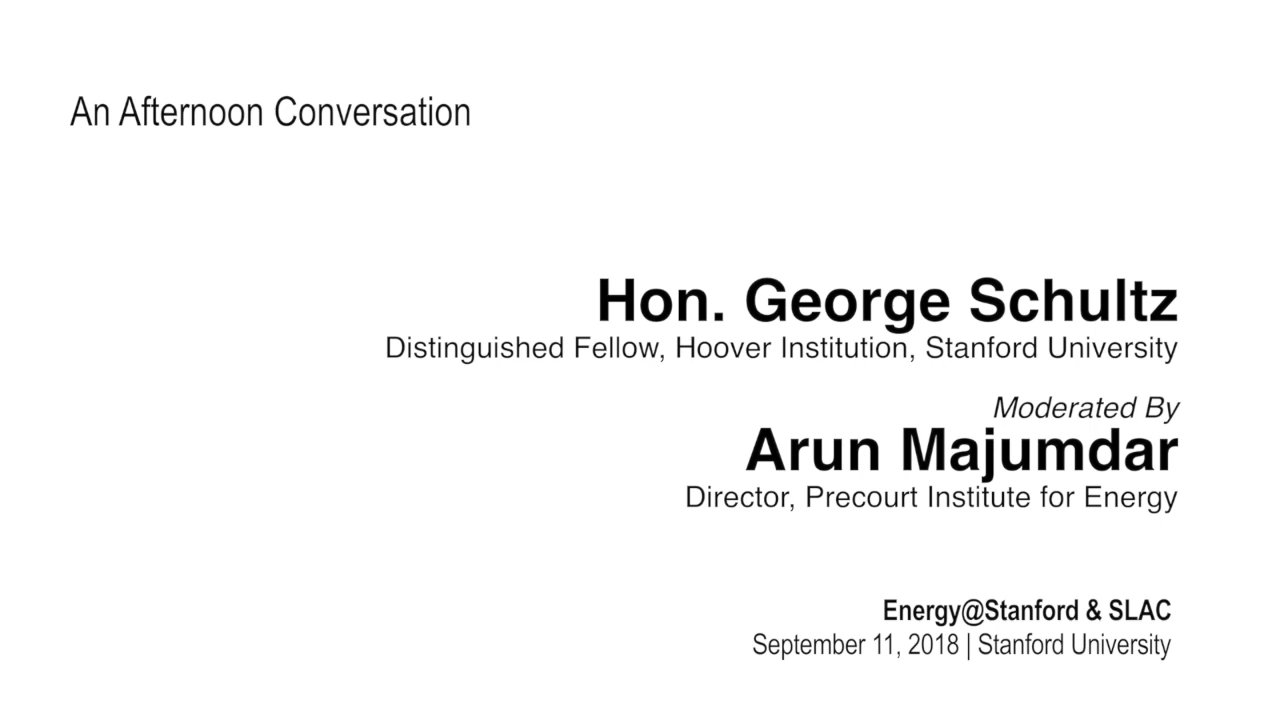 An Afternoon Conversation
Hon. George Schultz
Distinguished Fellow, Hoover Institution, Stanford University
Moderated By
Arun Majumdar
Director, Precourt Institute for Energy
Energy@Stanford & SLAC
September 11, 2018 | Stanford University